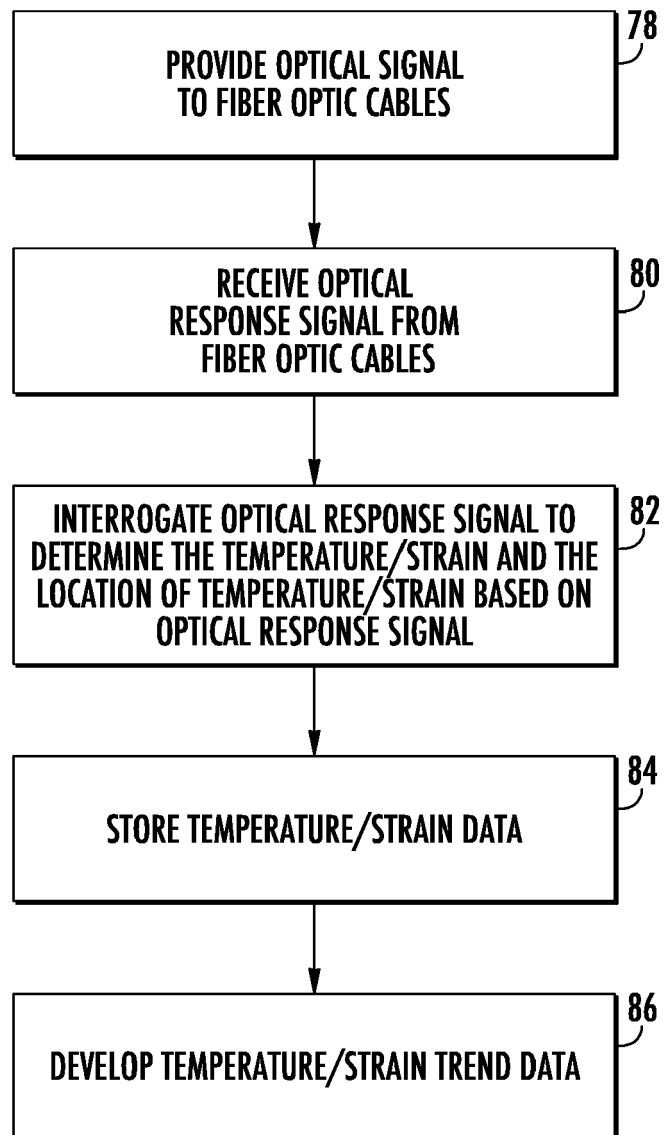 78
PROVIDE OPTICAL SIGNAL
TO FIBER OPTIC CABLES
80
RECEIVE OPTICAL
RESPONSE SIGNAL FROM
FIBER OPTIC CABLES
82
INTERROGATE OPTICAL RESPONSE SIGNAL TO
DETERMINE THE TEMPERATURE/STRAIN AND THE
LOCATION OF TEMPERATURE/STRAIN BASED ON
OPTICAL RESPONSE SIGNAL
84
STORE TEMPERATURE/STRAIN DATA
86
DEVELOP TEMPERATURE/STRAIN TREND DATA